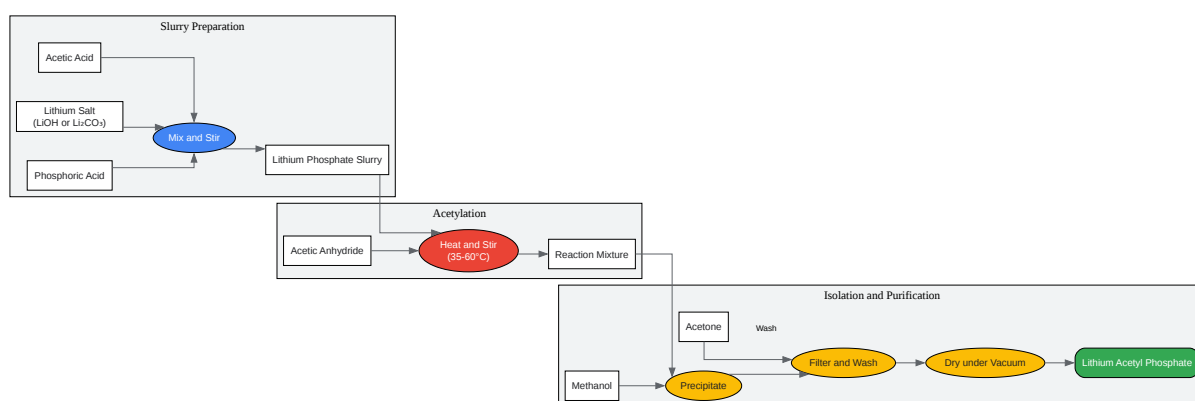 Slurry Preparation
Acetic Acid
Lithium Salt
(LiOH or Li₂CO₃)
Mix and Stir
Phosphoric Acid
Lithium Phosphate Slurry
Acetylation
Acetic Anhydride
Heat and Stir
(35-60°C)
Reaction Mixture
Isolation and Purification
Acetone
Wash
Filter and Wash
Dry under Vacuum
Lithium Acetyl Phosphate
Methanol
Precipitate